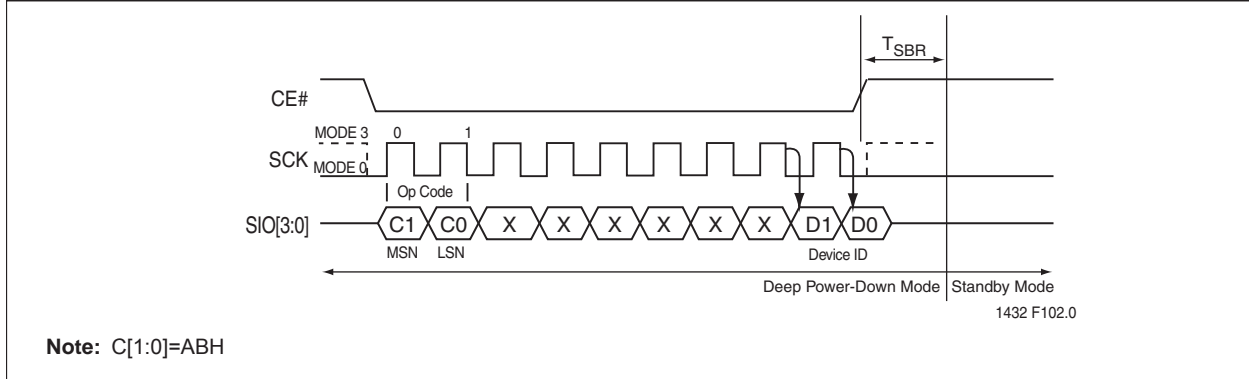 TSBR
CE#
MODE 3 0 1
SCK
MODE 0
Op Code
SIO[3:0] C1 C0 X X X X X X D1 D0
MSN LSN Device ID
Deep Power-Down Mode Standby Mode
1432 F102.0
Note: C[1:0]=ABH